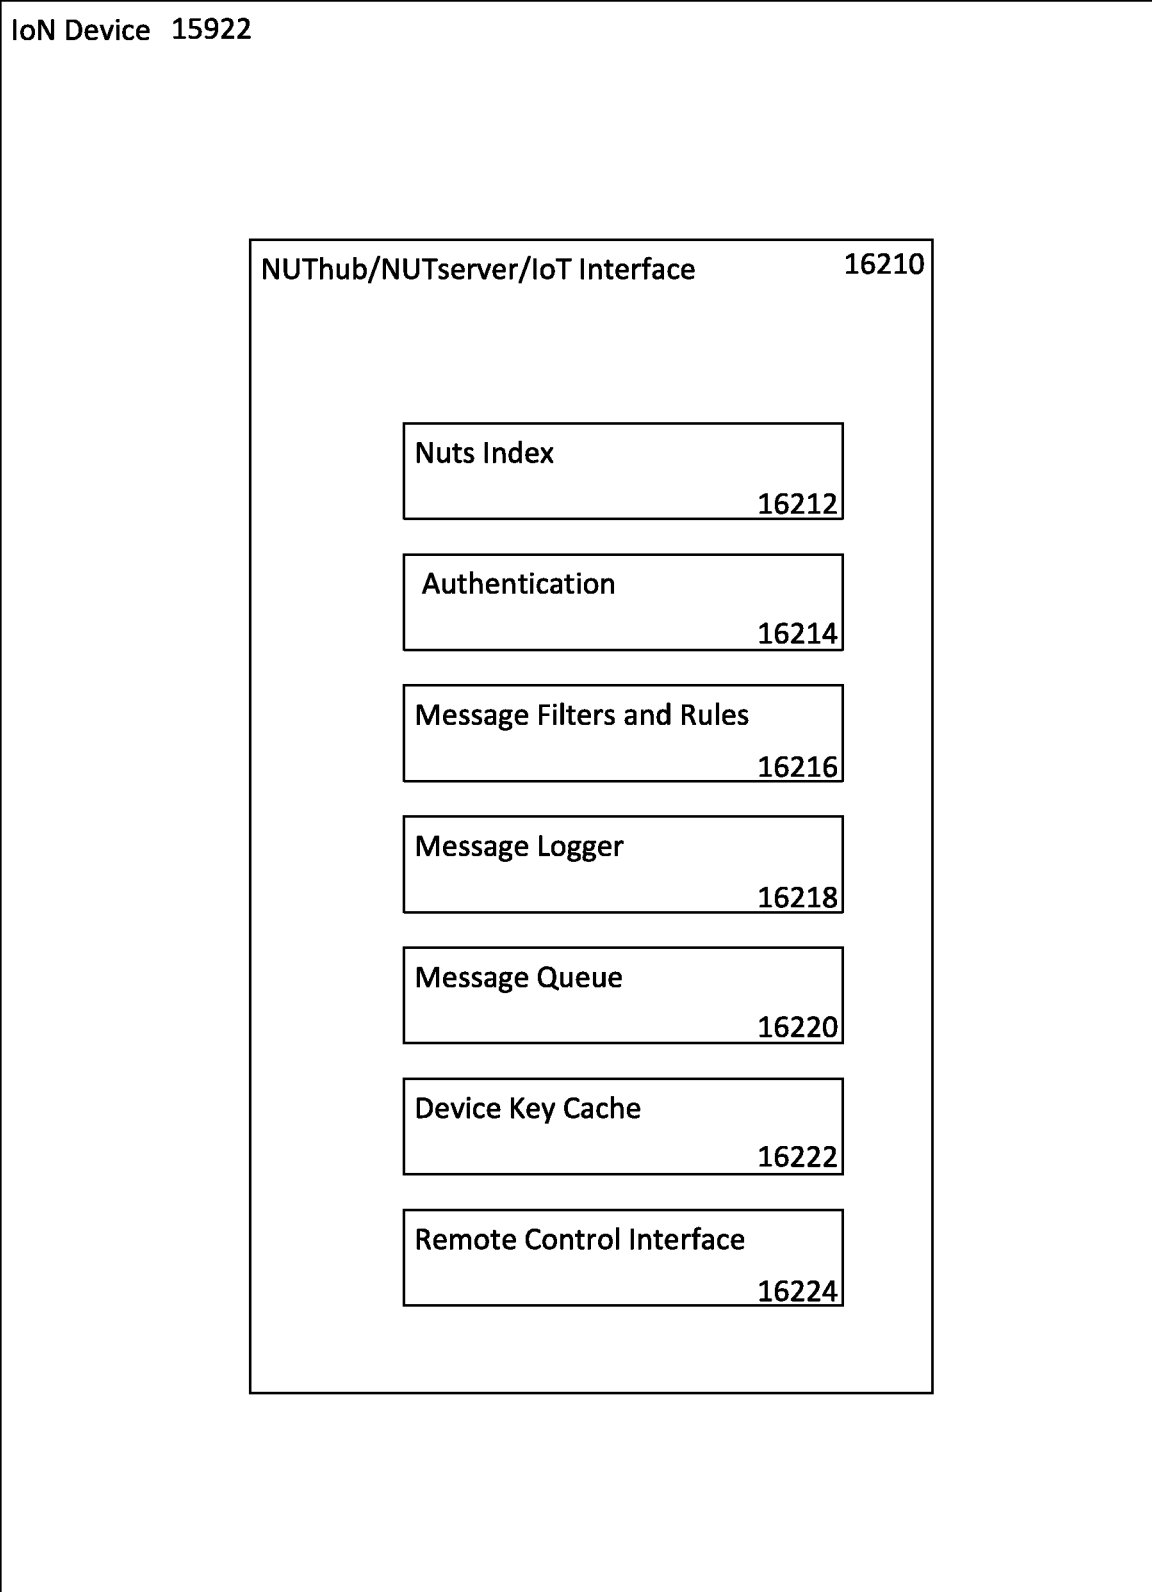 IoN Device 15922
NUThub/NUTserver/IoT Interface 16210
Nuts Index
16212
Authentication
16214
Message Filters and Rules
16216
Message Logger
16218
Message Queue
16220
Device Key Cache
16222
Remote Control Interface
16224